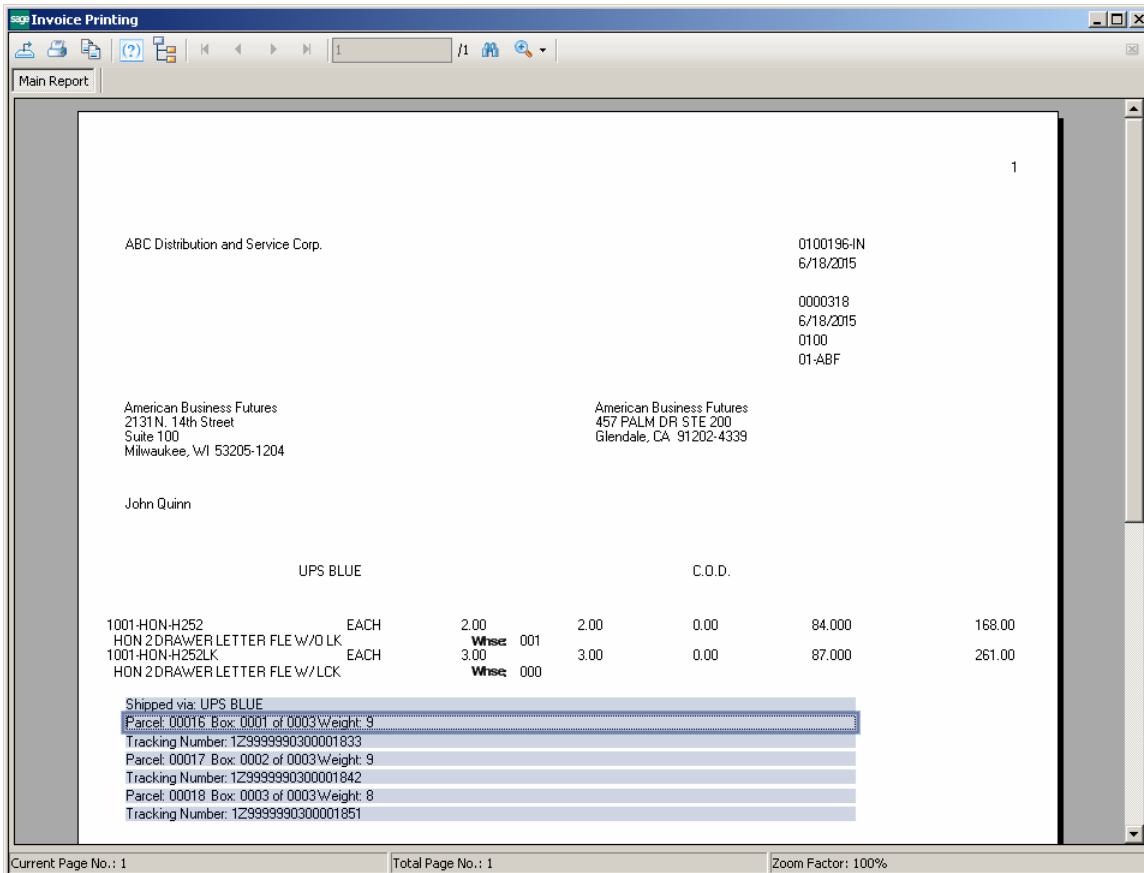 sage Invoice Printing
(?) 1 /1
Main Report
1
ABC Distribution and Service Corp. 0100196-IN
6/18/2015
0000318
6/18/2015
0100
01-ABF
American Business Futures American Business Futures
2131 N. 14th Street 457 PALM DR STE 200
Suite 100 Glendale, CA 91202-4339
Milwaukee, WI 53205-1204
John Quinn
UPS BLUE C.O.D.
1001-HON-H252 EACH 2.00 2.00 0.00 84.000 168.00
HON 2 DRAWER LETTER FLE W/O LK Whse: 001
1001-HON-H252LK EACH 3.00 3.00 0.00 87.000 261.00
HON 2 DRAWER LETTER FLE W/ LCK Whse: 000
Shipped via: UPS BLUE
Parcel: 00016 Box: 0001 of 0003 Weight: 9
Tracking Number: 1Z9999990300001833
Parcel: 00017 Box: 0002 of 0003 Weight: 9
Tracking Number: 1Z9999990300001842
Parcel: 00018 Box: 0003 of 0003 Weight: 8
Tracking Number: 1Z9999990300001851
Current Page No.: 1 Total Page No.: 1 Zoom Factor: 100%